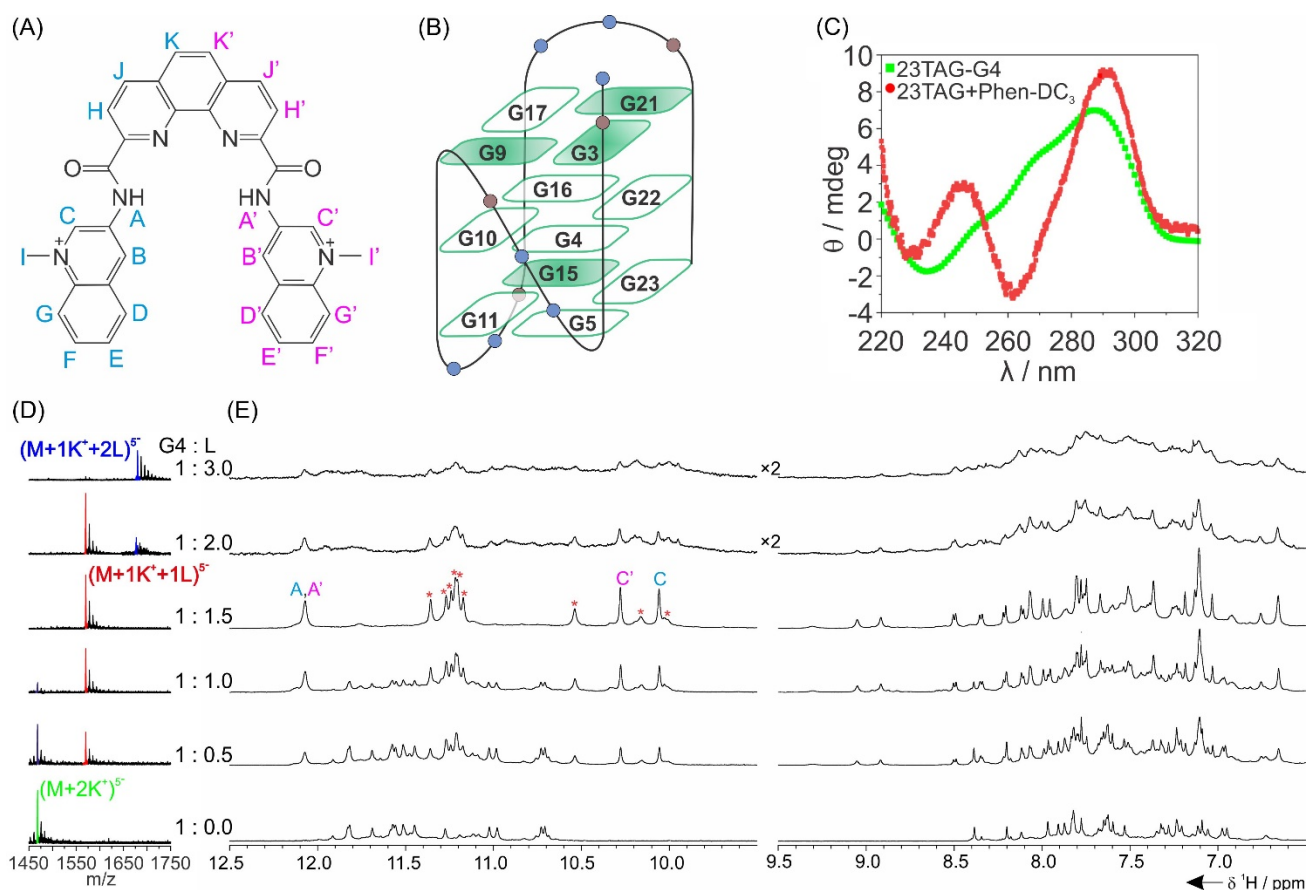 (A)
K K'
J J'
H H'
N N
O O
NH HN
C A A' C'
I N+ B B' N+ I'
G D D' G'
F E E' F'
(B)
G17 G21
G9 G3
G16 G22
G10 G4
G15 G23
G11 G5
(C)
10
8
6
4
2
0
-2
-4
θ / mdeg
23TAG-G4
23TAG+Phen-DC3
220 240 260 280 300 320
λ / nm
(D)
(M+1K⁺+2L)⁵⁻
G4 : L
1 : 3.0
1 : 2.0
(M+1K⁺+1L)⁵⁻
1 : 1.5
1 : 1.0
1 : 0.5
(M+2K⁺)⁵⁻
1 : 0.0
1450 1550 1650 1750
m/z
(E)
×2
×2
A,A' * * * * * * * C' * C *
12.5 12.0 11.5 11.0 10.5 10.0 9.5 9.0 8.5 8.0 7.5 7.0
δ ¹H / ppm